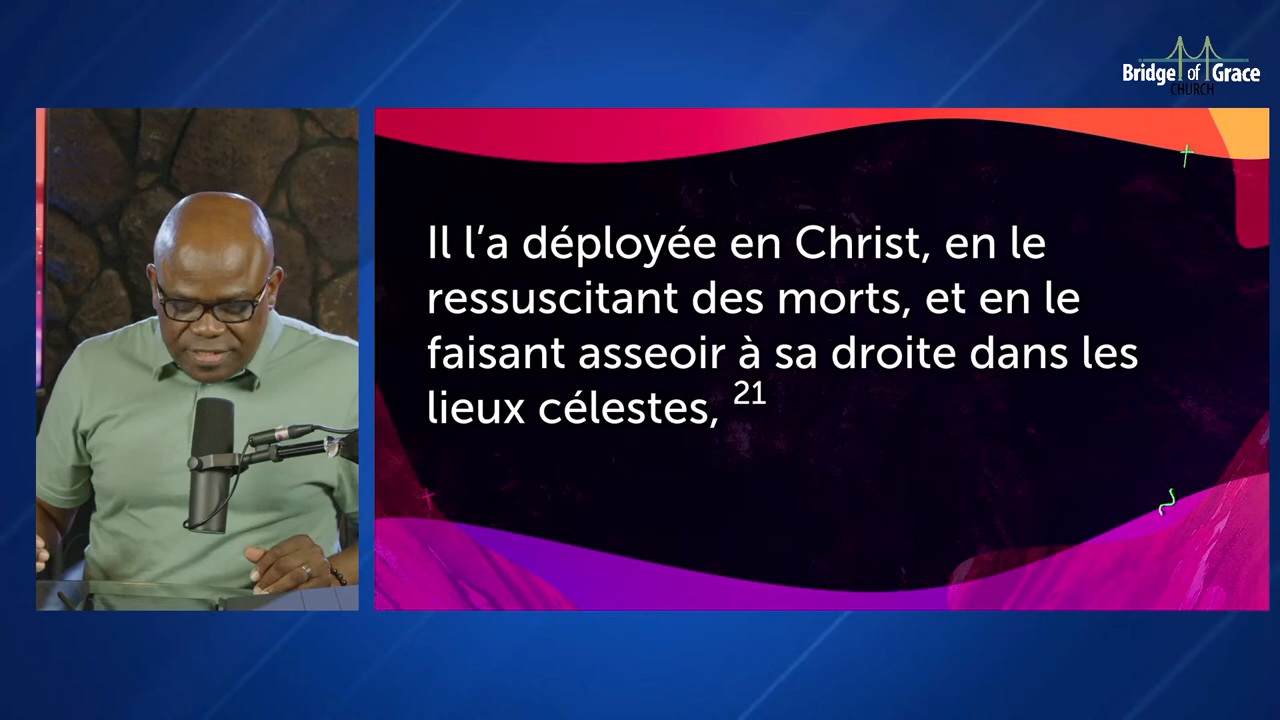 Bridge of Grace
CHURCH
Il l’a déployée en Christ, en le
ressuscitant des morts, et en le
faisant asseoir à sa droite dans les
lieux célestes, 21